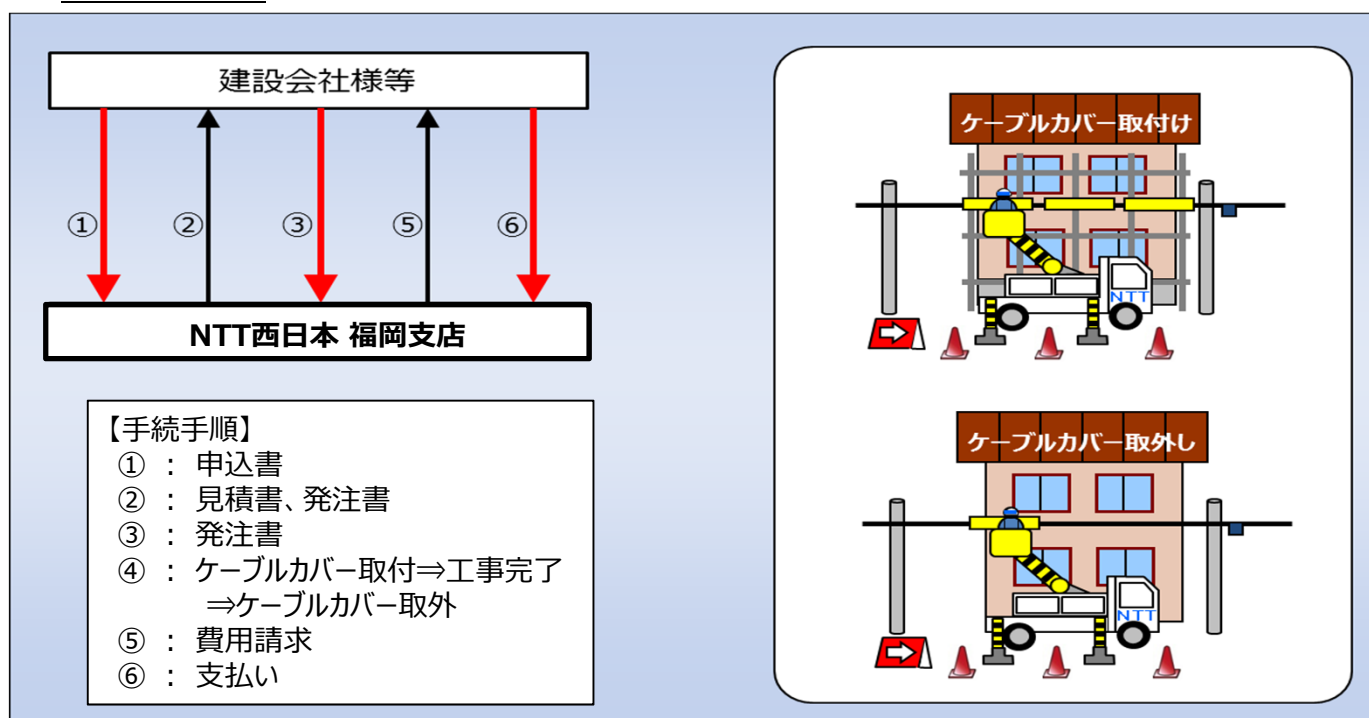 建設会社様等
①
②
③
⑤
⑥
NTT西日本 福岡支店
【手続手順】
① : 申込書
② : 見積書、発注書
③ : 発注書
④ : ケーブルカバー取付⇒工事完了
⇒ケーブルカバー取外
⑤ : 費用請求
⑥ : 支払い
ケーブルカバー取付け
NTT
ケーブルカバー取外し
NTT